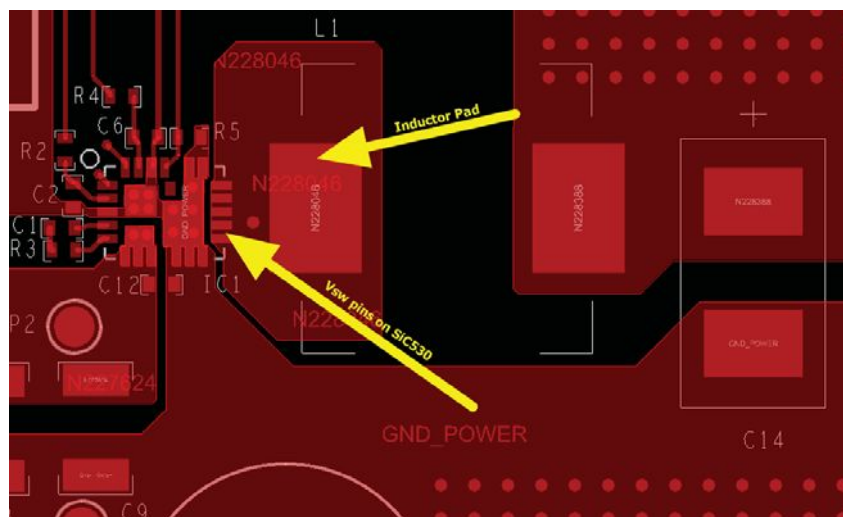 L1
N228046
R4
Inductor Pad
C6
R5
R2
N228046
C2
N228046
N228388
N228388
GND_POWER
C1
R3
C12
IC1
Vsw pins on SiC530
P2
GND_POWER
N227624
GND_POWER
C14
C9